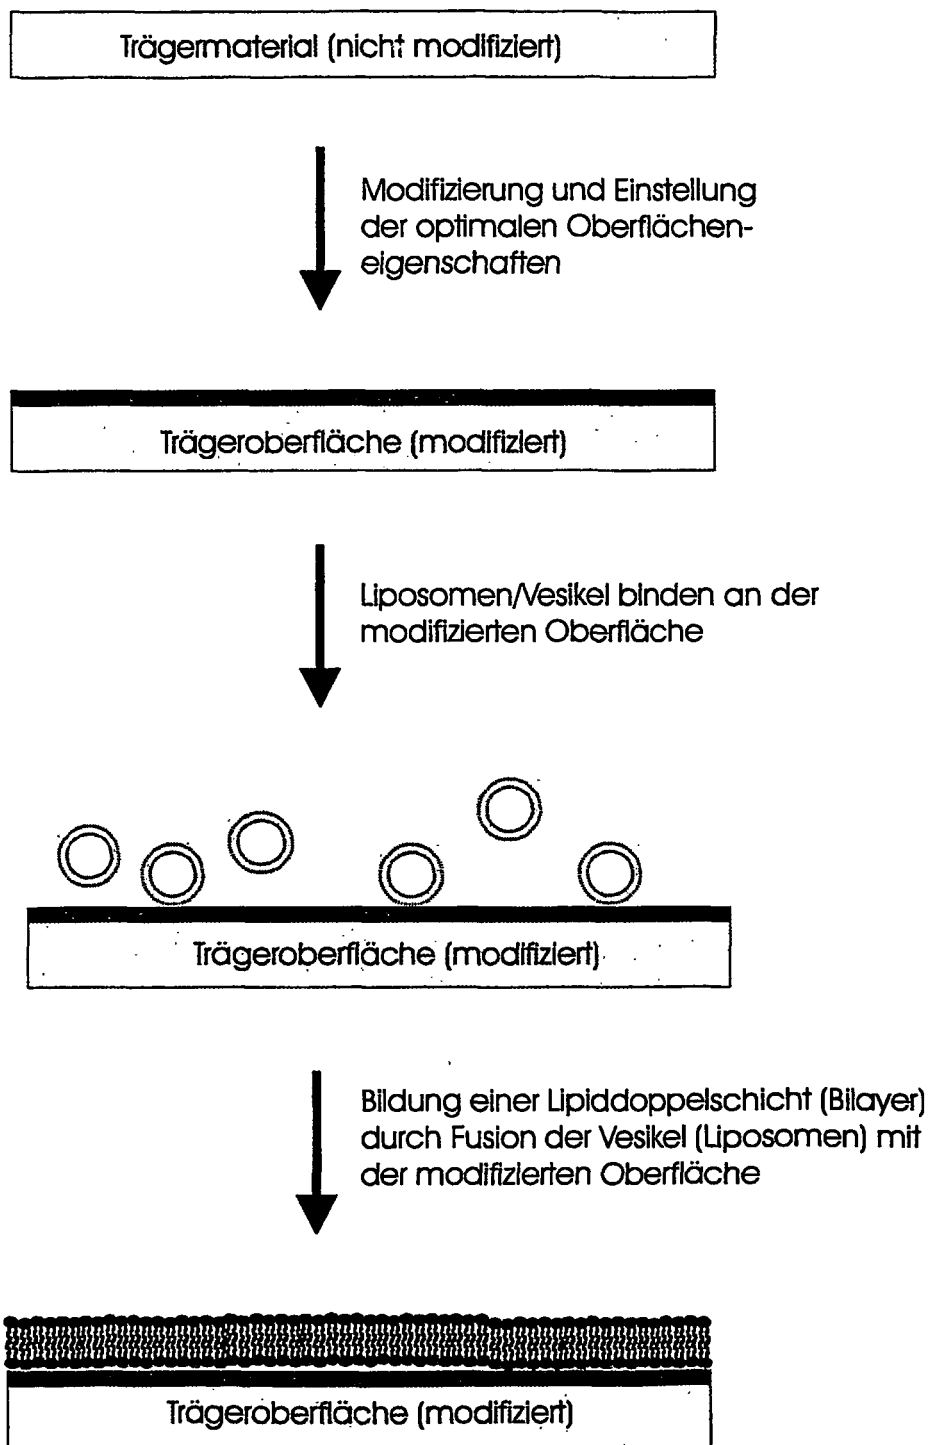 Trägermaterial (nicht modifiziert)
Modifizierung und Einstellung
der optimalen Oberflächen-
eigenschaften
Trägeroberfläche (modifiziert)
Liposomen/Vesikel binden an der
modifizierten Oberfläche
Trägeroberfläche (modifiziert)
Bildung einer Lipiddoppelschicht (Bilayer)
durch Fusion der Vesikel (Liposomen) mit
der modifizierten Oberfläche
Trägeroberfläche (modifiziert)